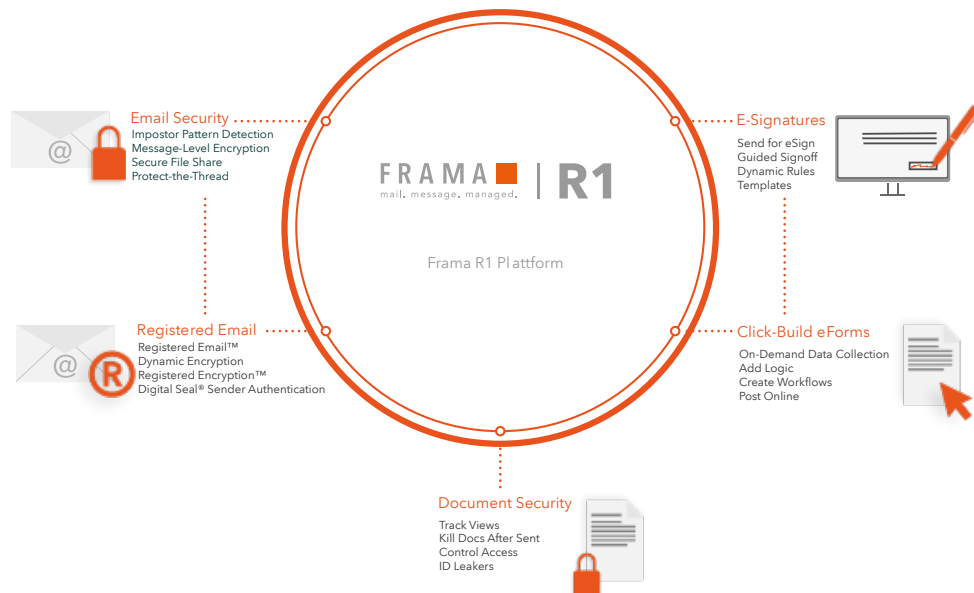 Email Security
Impostor Pattern Detection
Message-Level Encryption
Secure File Share
Protect-the-Thread
@
E-Signatures
Send for eSign
Guided Signoff
Dynamic Rules
Templates
FRAMA | R1
mail. message. managed.
Frama R1 Plattform
Registered Email
Registered Email™
Dynamic Encryption
Registered Encryption™
Digital Seal® Sender Authentication
@
R
Click-Build eForms
On-Demand Data Collection
Add Logic
Create Workflows
Post Online
Document Security
Track Views
Kill Docs After Sent
Control Access
ID Leakers